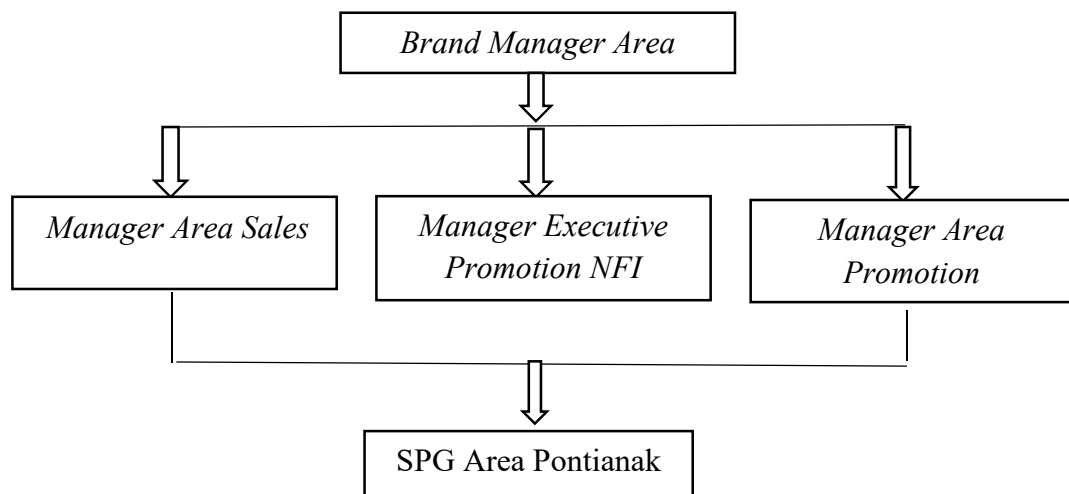 Brand Manager Area
Manager Area Sales
Manager Executive
Promotion NFI
Manager Area
Promotion
SPG Area Pontianak